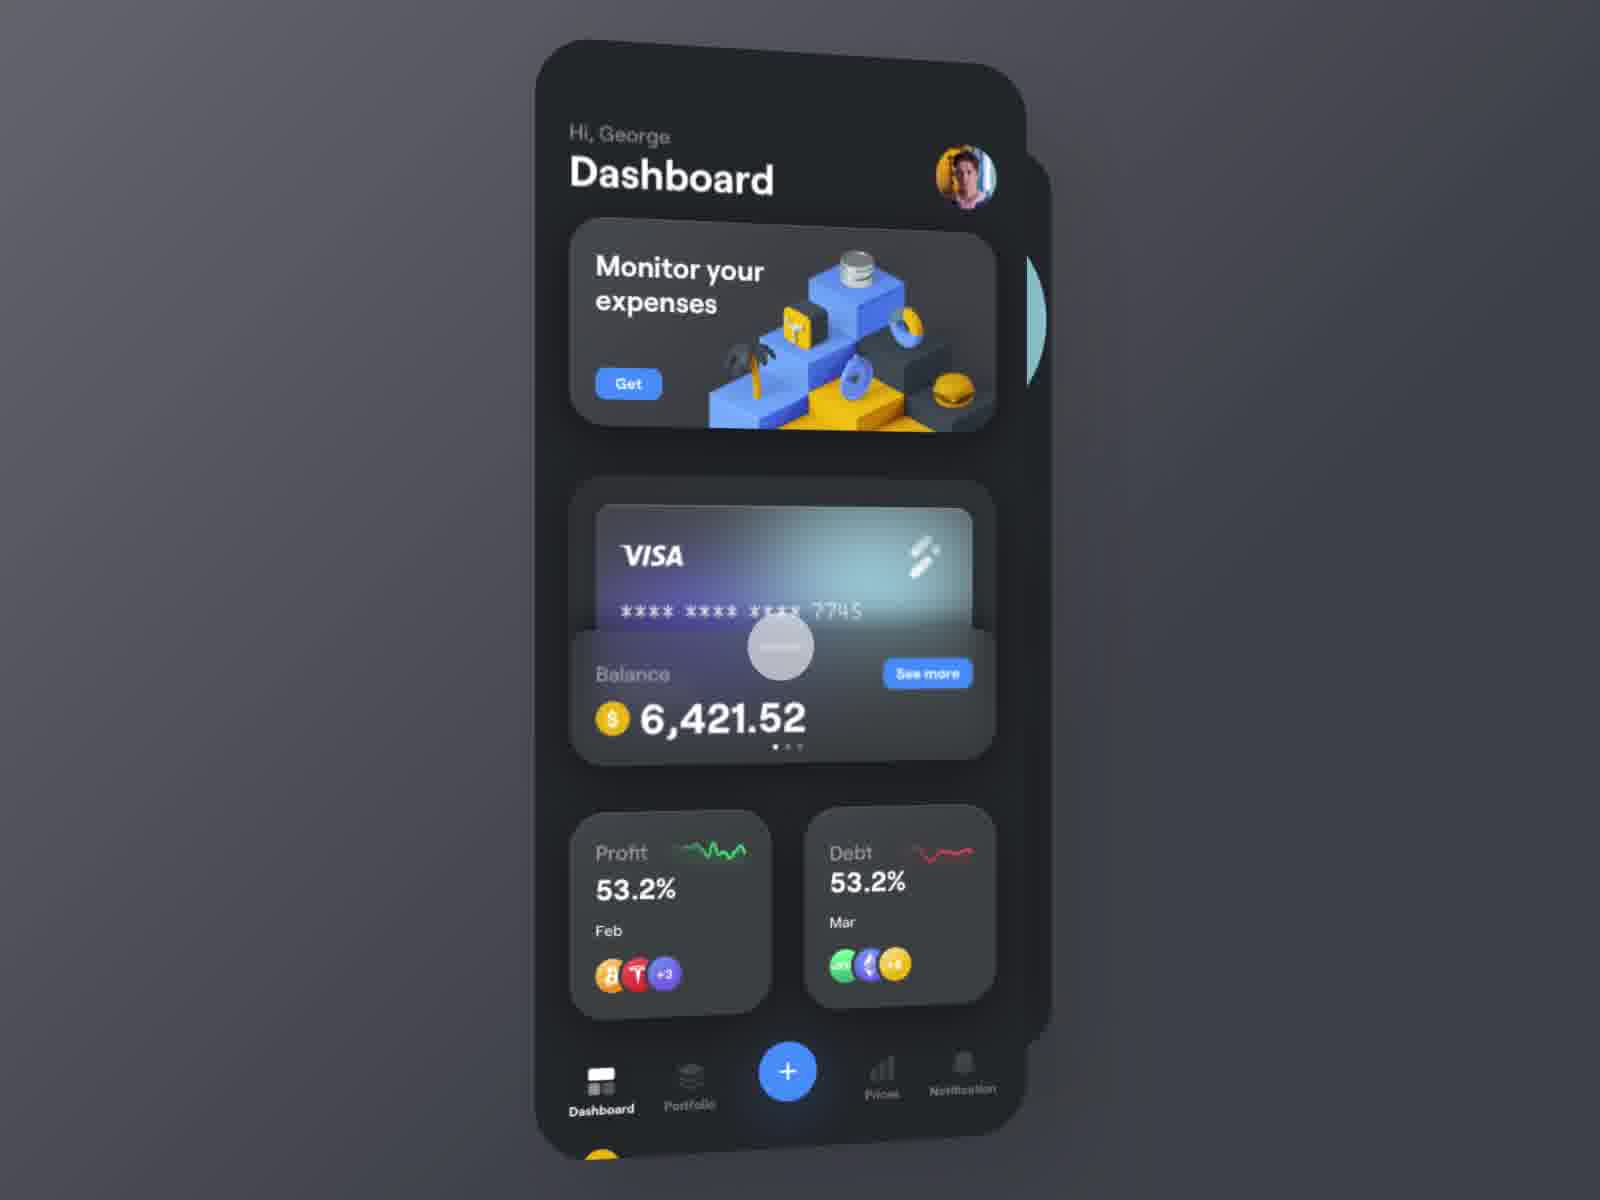 Hi, George
Dashboard
Monitor your
expenses
Get
VISA
**** **** **** 7745
Balance
See more
$ 6,421.52
Profit
53.2%
Feb
+3
Debt
53.2%
Mar
+
Dashboard
Portfolio
Prices
Notification